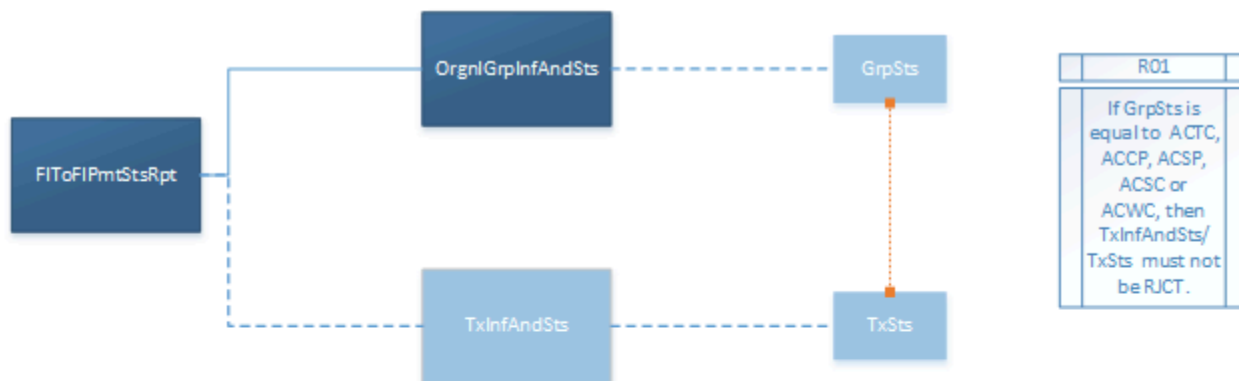 OrgnlGrpInfAndSts
GrpSts
FIToFIPmtStsRpt
TxInfAndSts
TxSts
R01
If GrpSts is
equal to ACTC,
ACCP, ACSP,
ACSC or
ACWC, then
TxInfAndSts/
TxSts must not
be RJCT.